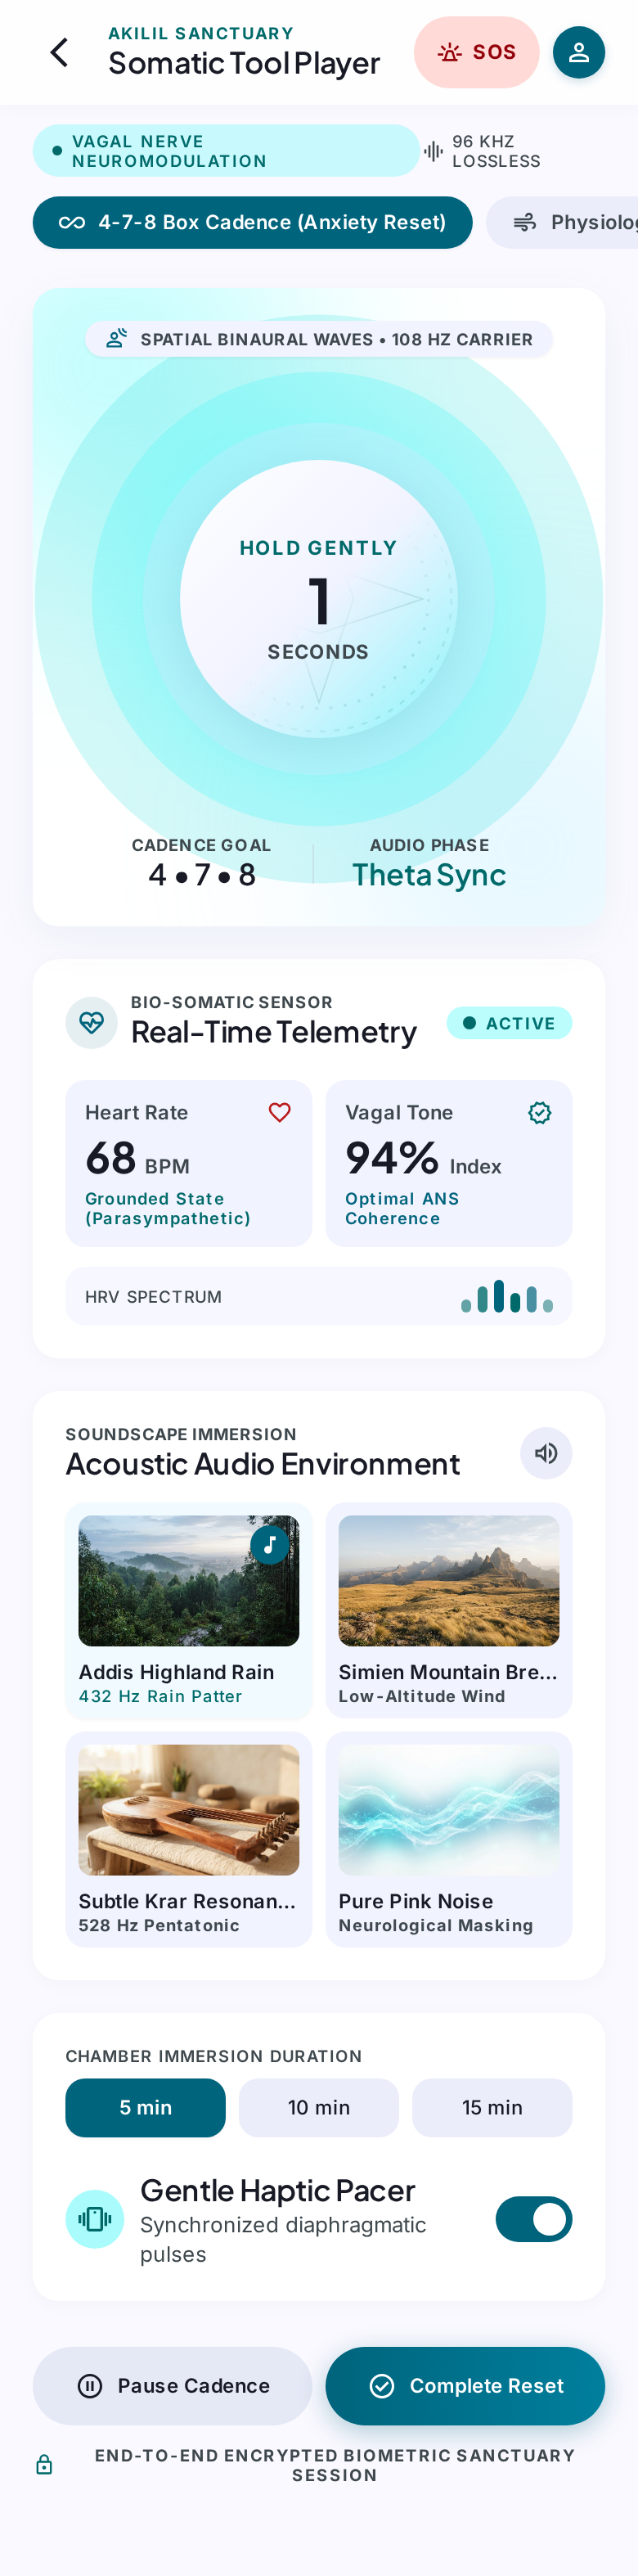 AKILIL SANCTUARY
Somatic Tool Player
SOS
VAGAL NERVE
NEUROMODULATION
96 KHZ
LOSSLESS
4-7-8 Box Cadence (Anxiety Reset)
Physiolog
SPATIAL BINAURAL WAVES • 108 HZ CARRIER
HOLD GENTLY
1
SECONDS
CADENCE GOAL
4 • 7 • 8
AUDIO PHASE
Theta Sync
BIO-SOMATIC SENSOR
Real-Time Telemetry
ACTIVE
Heart Rate
68 BPM
Grounded State
(Parasympathetic)
Vagal Tone
94% Index
Optimal ANS
Coherence
HRV SPECTRUM
SOUNDSCAPE IMMERSION
Acoustic Audio Environment
Addis Highland Rain
432 Hz Rain Patter
Simien Mountain Bre...
Low-Altitude Wind
Subtle Krar Resonan...
528 Hz Pentatonic
Pure Pink Noise
Neurological Masking
CHAMBER IMMERSION DURATION
5 min
10 min
15 min
Gentle Haptic Pacer
Synchronized diaphragmatic
pulses
Pause Cadence
Complete Reset
END-TO-END ENCRYPTED BIOMETRIC SANCTUARY
SESSION